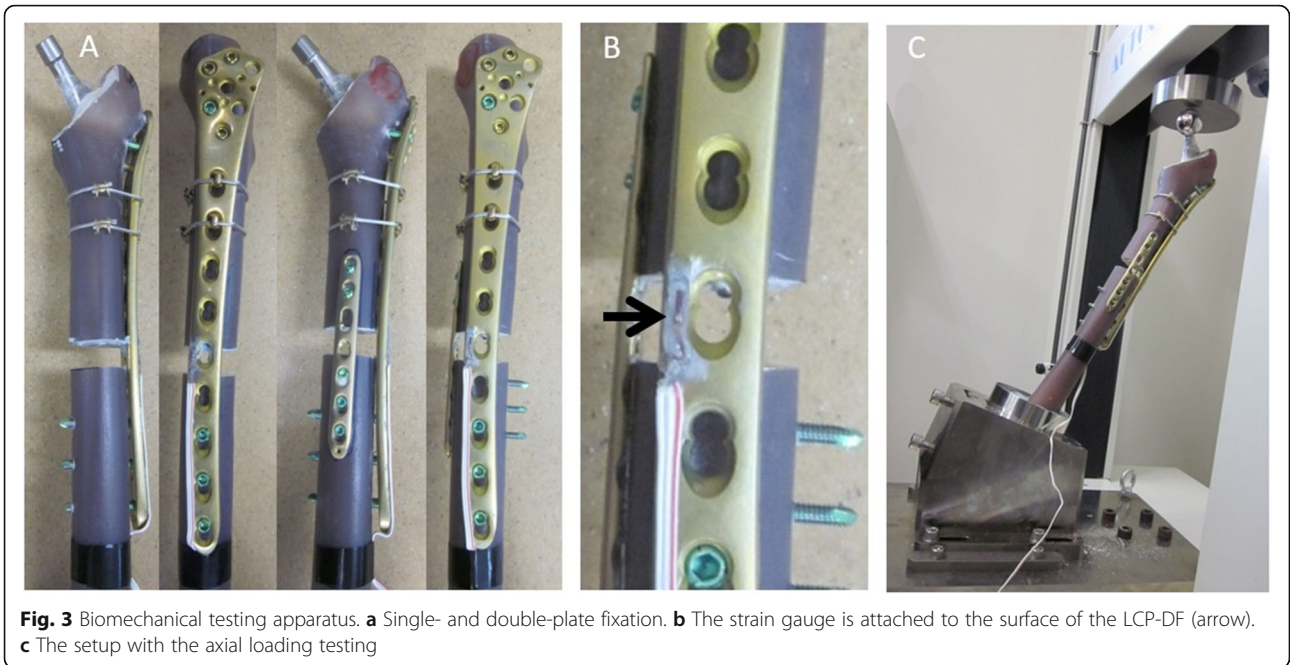 A
B
C
Fig. 3 Biomechanical testing apparatus. a Single- and double-plate fixation. b The strain gauge is attached to the surface of the LCP-DF (arrow).
c The setup with the axial loading testing